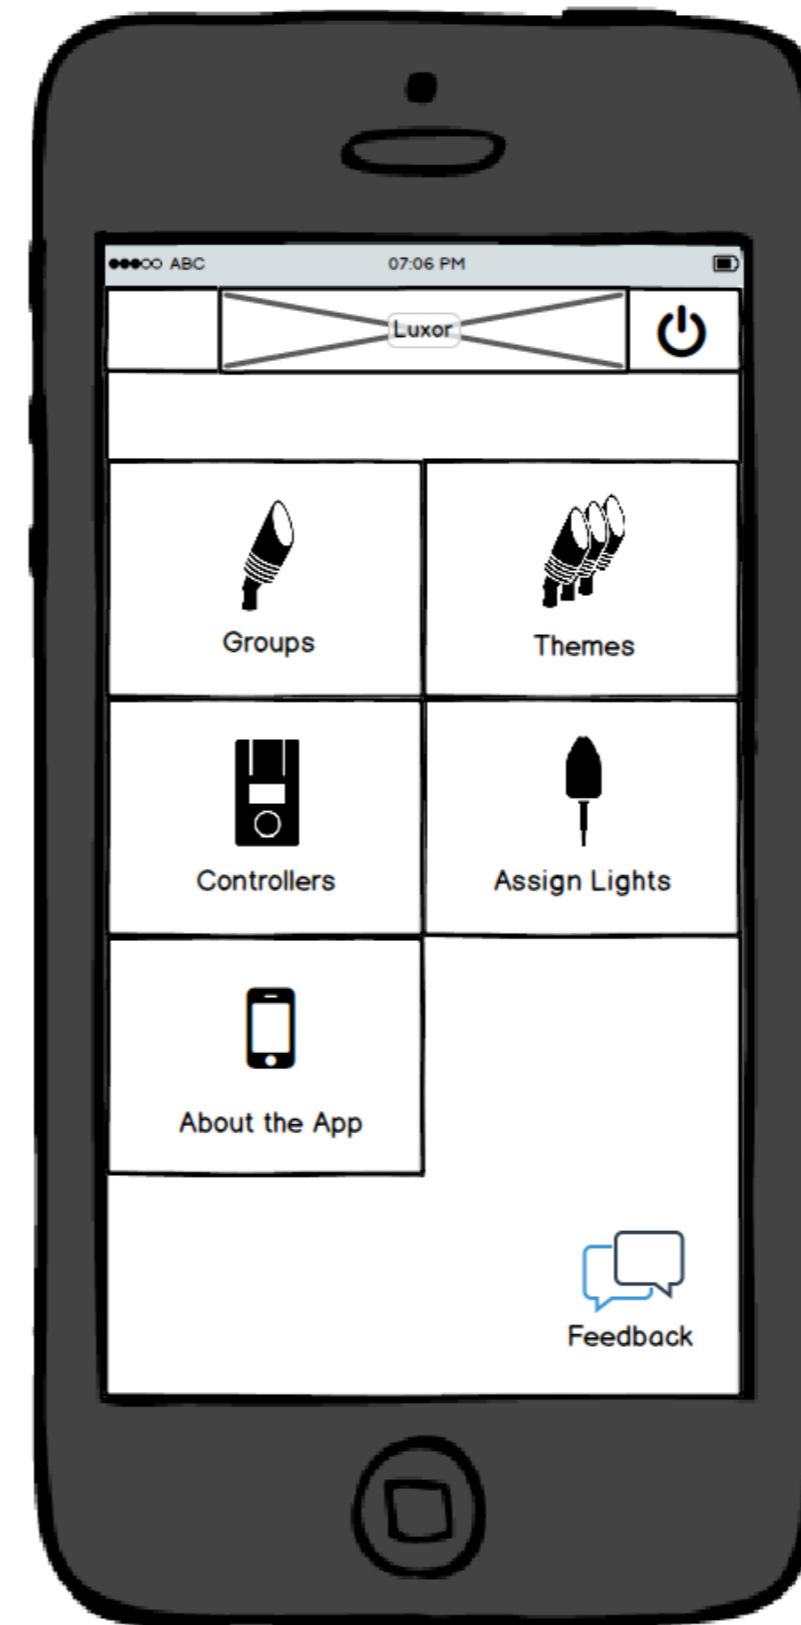 ABC 07:06 PM
Luxor
Groups Themes
Controllers Assign Lights
About the App
Feedback